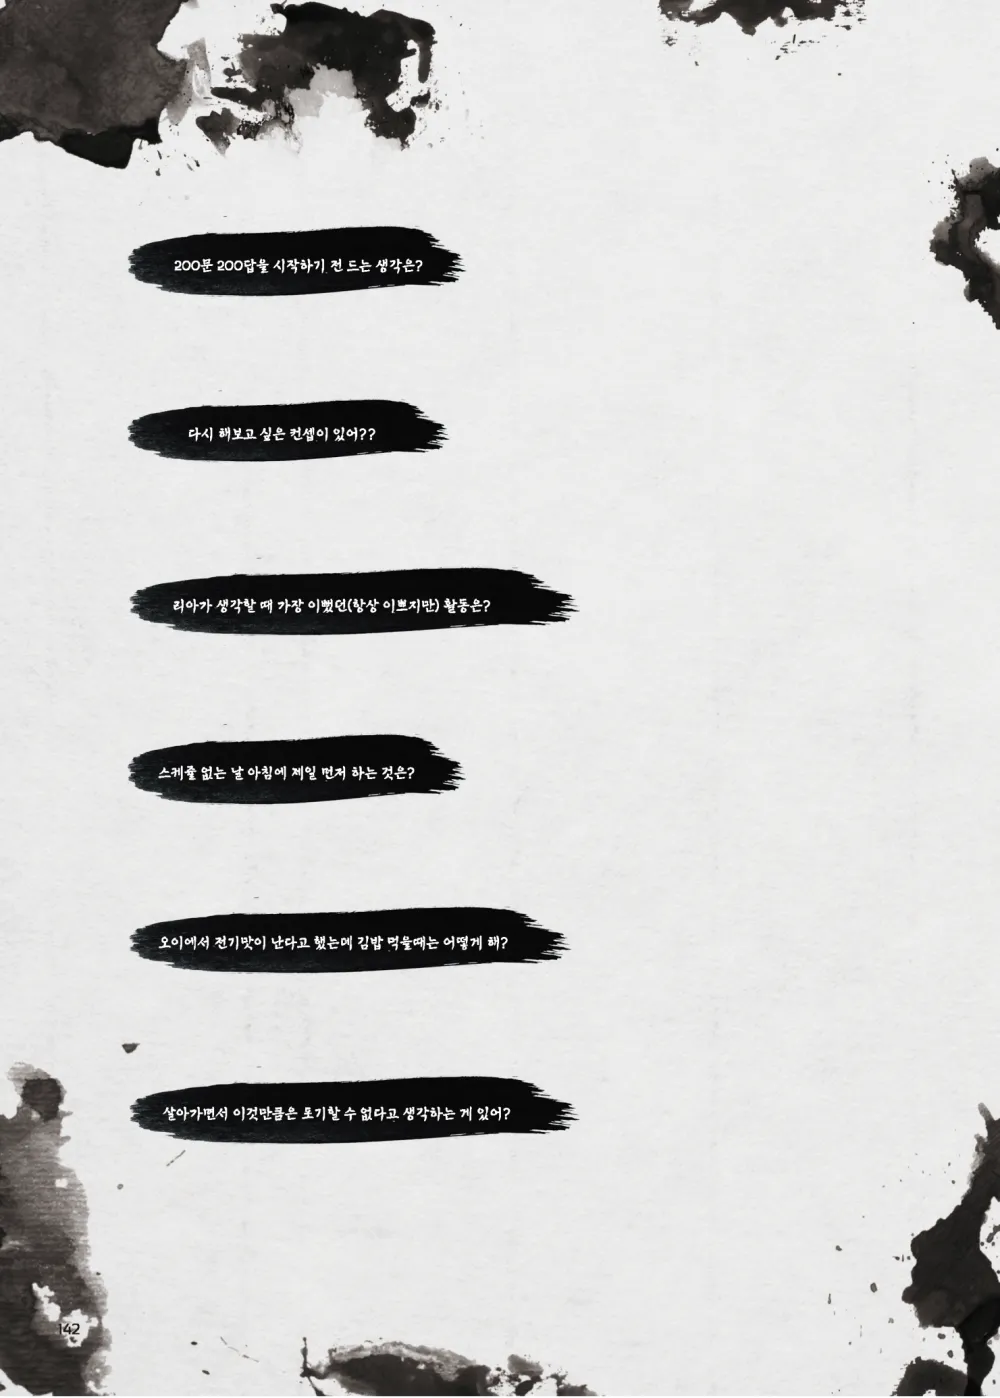 200문 200답을 시작하기 전 드는 생각은?
다시 해보고 싶은 컨셉이 있어??
리아가 생각할 때 가장 이뻤던(항상 이쁘지만) 활동은?
스케줄 없는 날 아침에 제일 먼저 하는 것은?
오이에서 전기맛이 난다고 했는데 김밥 먹을때는 어떻게 해?
살아가면서 이것만큼은 포기할 수 없다고 생각하는 게 있어?
142